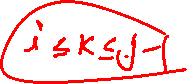 i ≤ k ≤ j-1